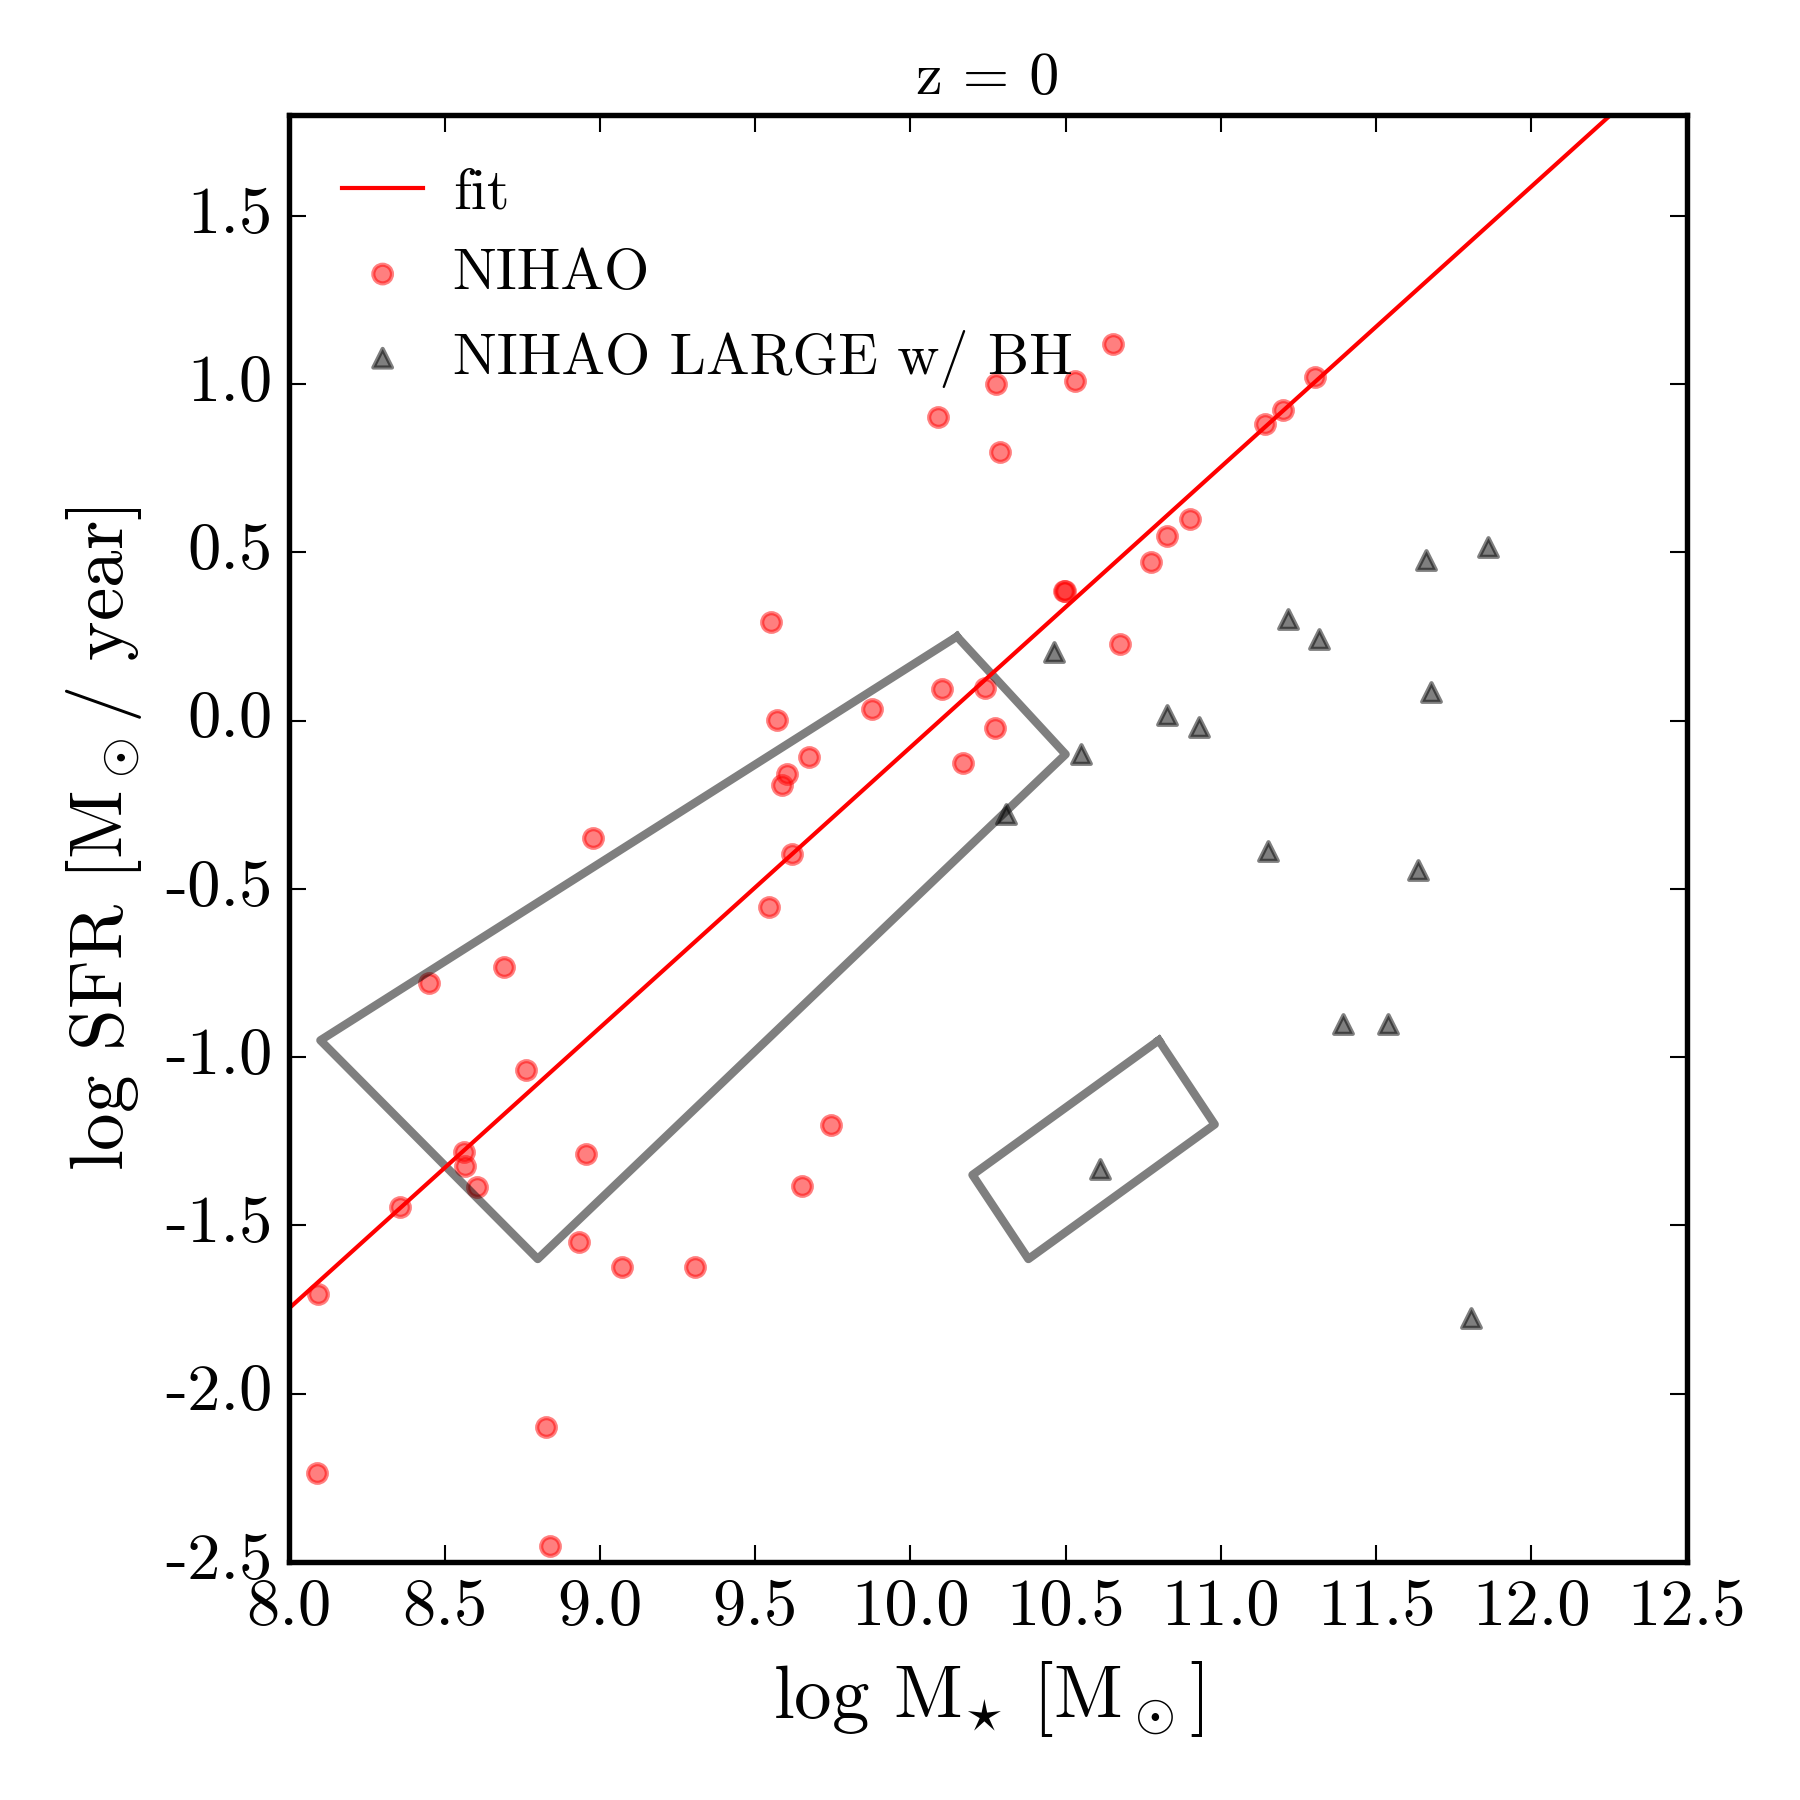 z = 0
fit
NIHAO
NIHAO LARGE w/ BH
1.5
1.0
0.5
0.0
-0.5
-1.0
-1.5
-2.0
-2.5
log SFR [M⊙/ year]
8.0 8.5 9.0 9.5 10.0 10.5 11.0 11.5 12.0 12.5
log M⋆ [M⊙]